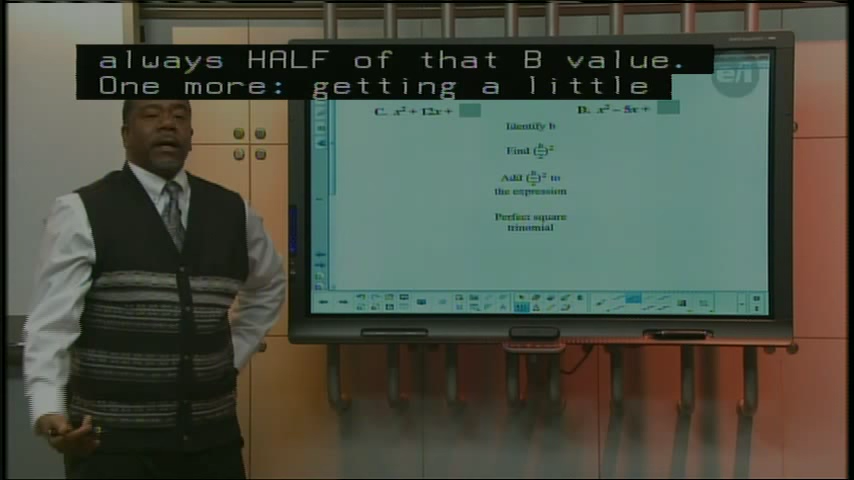 always HALF of that B value.
One more: getting a little
e/i
C. x² + 12x + D. x² − 5x +
Identify b
Find (b/2)²
Add (b/2)² to
the expression
Perfect square
trinomial